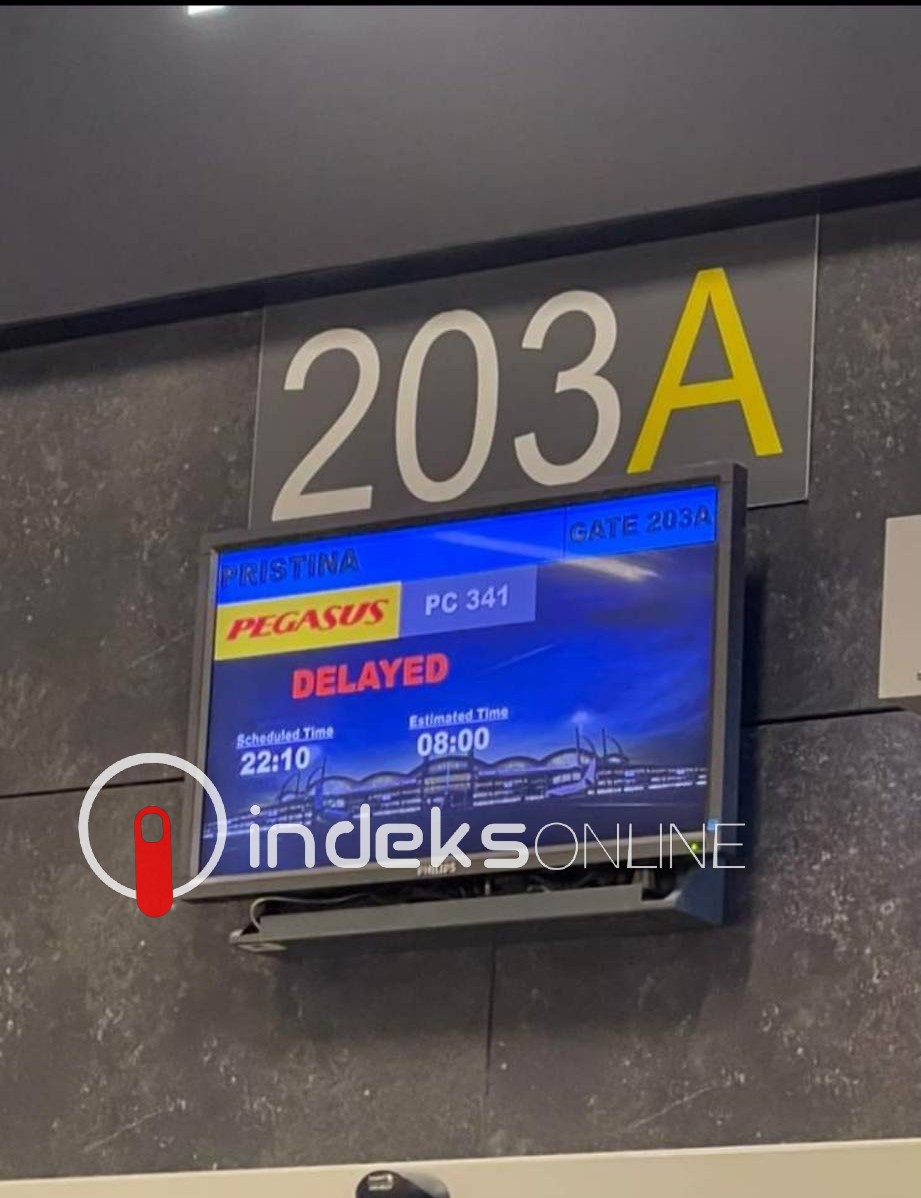 203A
PRISTINA GATE 203A
PEGASUS PC 341
DELAYED
Scheduled Time Estimated Time
22:10 08:00
indeksONLINE
PHILIPS